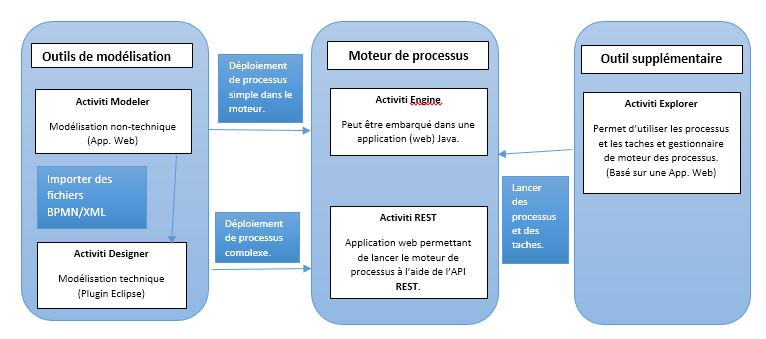 Outils de modélisation
Activiti Modeler
Modélisation non-technique
(App. Web)
Importer des
fichiers
BPMN/XML
Activiti Designer
Modélisation technique
(Plugin Eclipse)
Déploiement
de processus
simple dans le
moteur.
Déploiement
de processus
comolexe.
Moteur de processus
Activiti Engine
Peut être embarqué dans une
application (web) Java.
Activiti REST
Application web permettant
de lancer le moteur de
processus à l’aide de l’API
REST.
Lancer
des
processus
et des
taches.
Outil supplémentaire
Activiti Explorer
Permet d’utiliser les processus
et les taches et gestionnaire
de moteur des processus.
(Basé sur une App. Web)